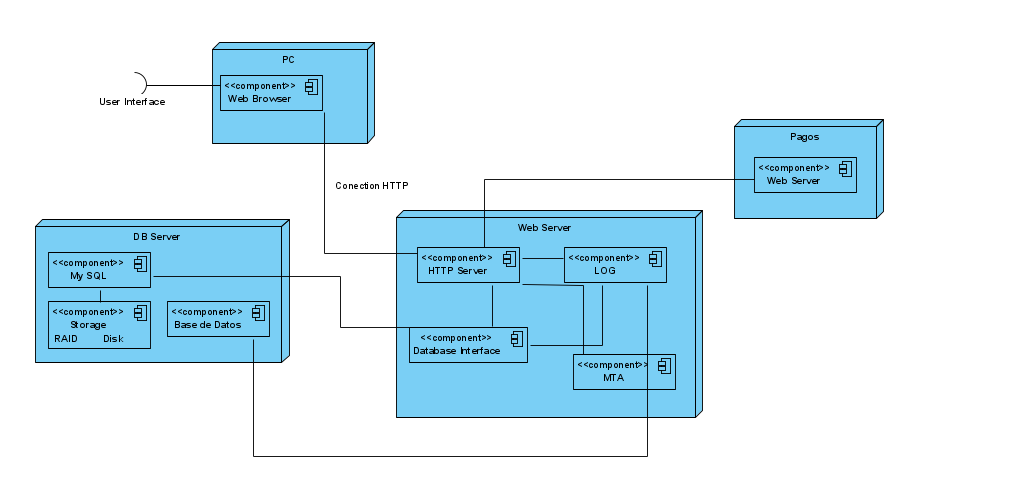 PC
<<component>>
Web Browser
User Interface
Conection HTTP
Pagos
<<component>>
Web Server
DB Server
<<component>>
My SQL
<<component>>
Storage
RAID Disk
<<component>>
Base de Datos
Web Server
<<component>>
HTTP Server
<<component>>
LOG
<<component>>
Database Interface
<<component>>
MTA